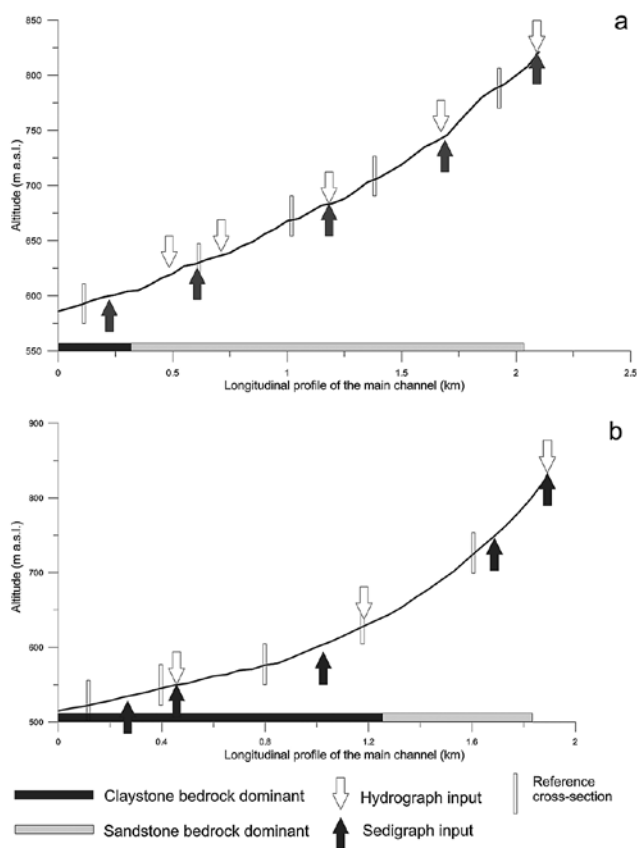 a
850
800
750
700
650
600
550
Altitude (m a.s.l.)
0
0.5
1
1.5
2
2.5
Longitudinal profile of the main channel (km)
b
900
800
700
600
500
Altitude (m a.s.l.)
0
0.4
0.8
1.2
1.6
2
Longitudinal profile of the main channel (km)
Claystone bedrock dominant
Hydrograph input
Reference
cross-section
Sandstone bedrock dominant
Sedigraph input